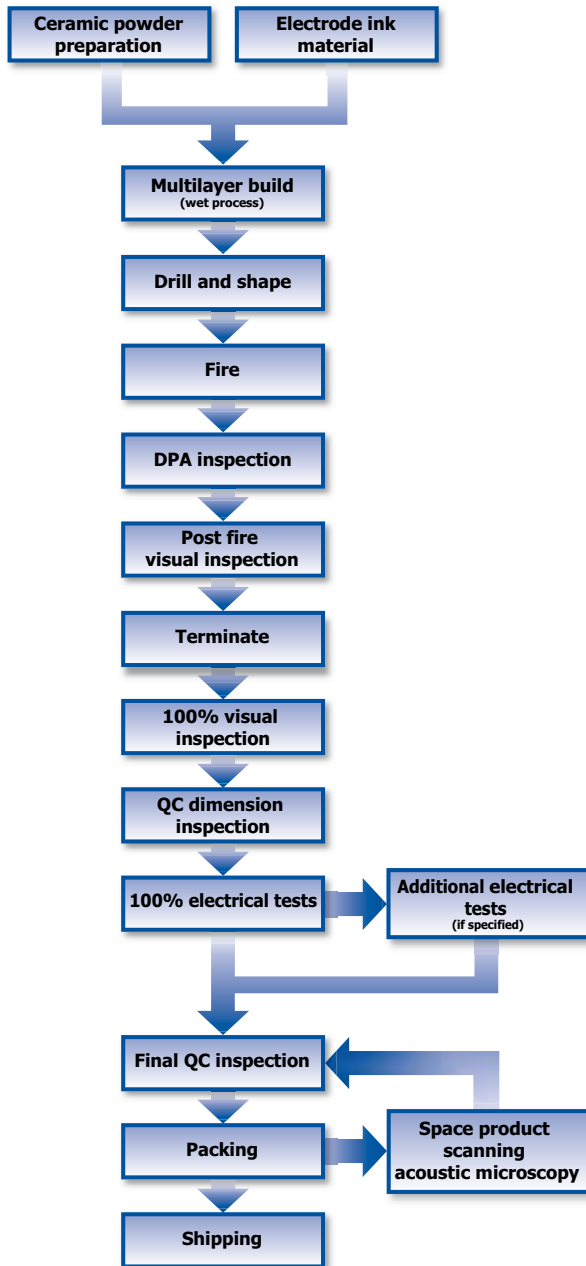 Ceramic powder
preparation
Electrode ink
material
Multilayer build
(wet process)
Drill and shape
Fire
DPA inspection
Post fire
visual inspection
Terminate
100% visual
inspection
QC dimension
inspection
100% electrical tests
Additional electrical
tests
(if specified)
Final QC inspection
Packing
Space product
scanning
acoustic microscopy
Shipping